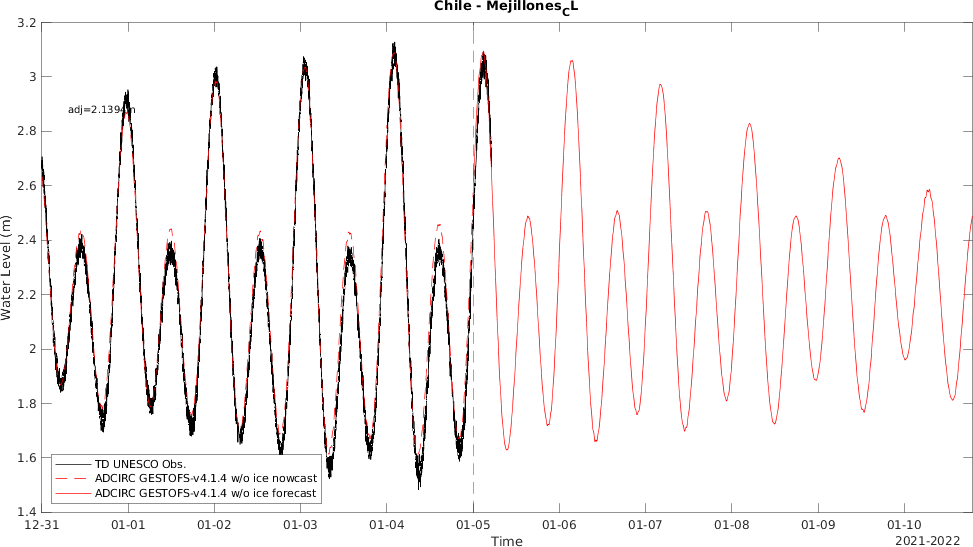 Chile - Mejillones_CL
3.2
3
2.8
2.6
2.4
2.2
2
1.8
1.6
1.4
Water Level (m)
adj=2.1394m
TD UNESCO Obs.
ADCIRC GESTOFS-v4.1.4 w/o ice nowcast
ADCIRC GESTOFS-v4.1.4 w/o ice forecast
12-31 01-01 01-02 01-03 01-04 01-05 01-06 01-07 01-08 01-09 01-10
Time
2021-2022